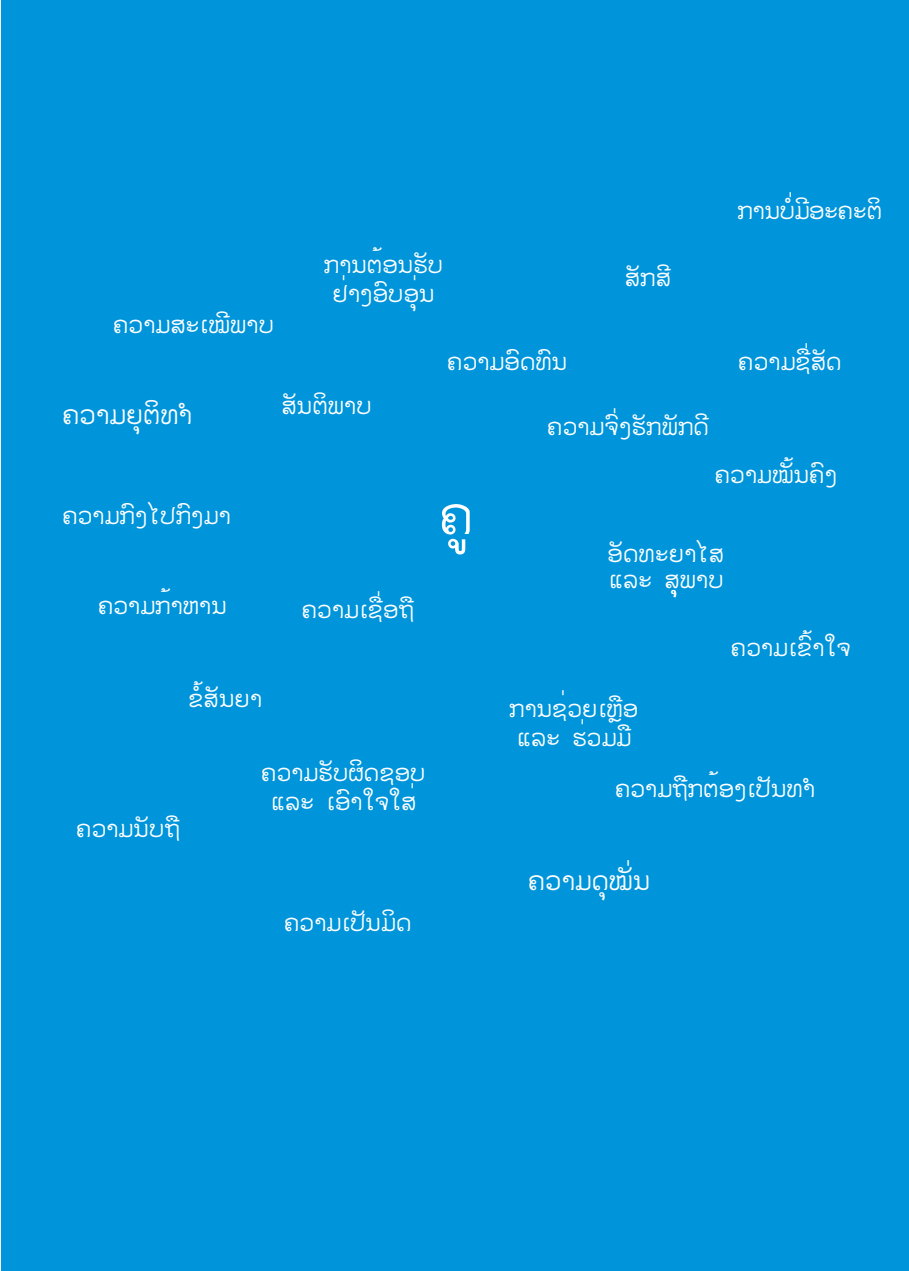 ການບໍ່ມີອະຄະຕິ
ການຕ້ອນຮັບ
ຢ່າງອົບອຸ່ນ
ສັກສີ
ຄວາມສະເໝີພາບ
ຄວາມອົດທົນ
ຄວາມຊື່ສັດ
ສັນຕິພາບ
ຄວາມຍຸຕິທຳ
ຄວາມຈົ່ງຮັກພັກດີ
ຄວາມໝັ້ນຄົງ
ຄວາມກົງໄປກົງມາ
ຄູ
ອັດທະຍາໄສ
ແລະ ສຸພາບ
ຄວາມກ້າຫານ
ຄວາມເຊື່ອຖື
ຄວາມເຂົ້າໃຈ
ຂໍ້ສັນຍາ
ການຊ່ວຍເຫຼືອ
ແລະ ຮ່ວມມື
ຄວາມຮັບຜິດຊອບ
ແລະ ເອົາໃຈໃສ່
ຄວາມຖືກຕ້ອງເປັນທຳ
ຄວາມນັບຖື
ຄວາມດຸໝັ່ນ
ຄວາມເປັນມິດ